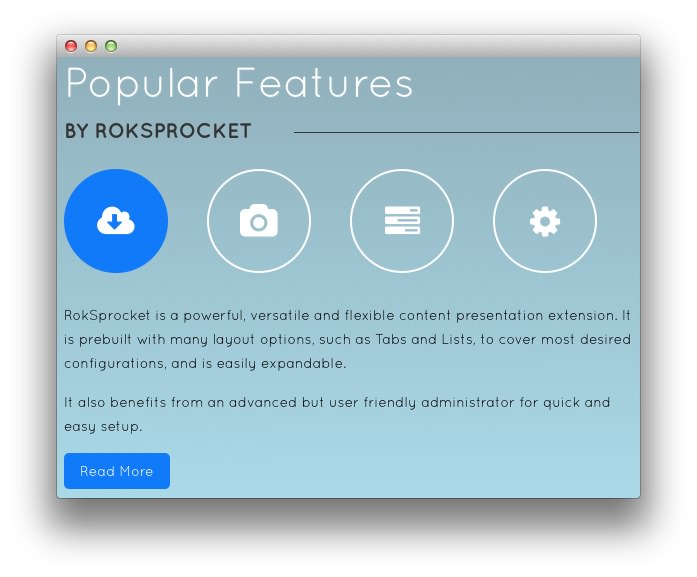 Popular Features
BY ROKSPROCKET
RokSprocket is a powerful, versatile and flexible content presentation extension. It
is prebuilt with many layout options, such as Tabs and Lists, to cover most desired
configurations, and is easily expandable.
It also benefits from an advanced but user friendly administrator for quick and
easy setup.
Read More